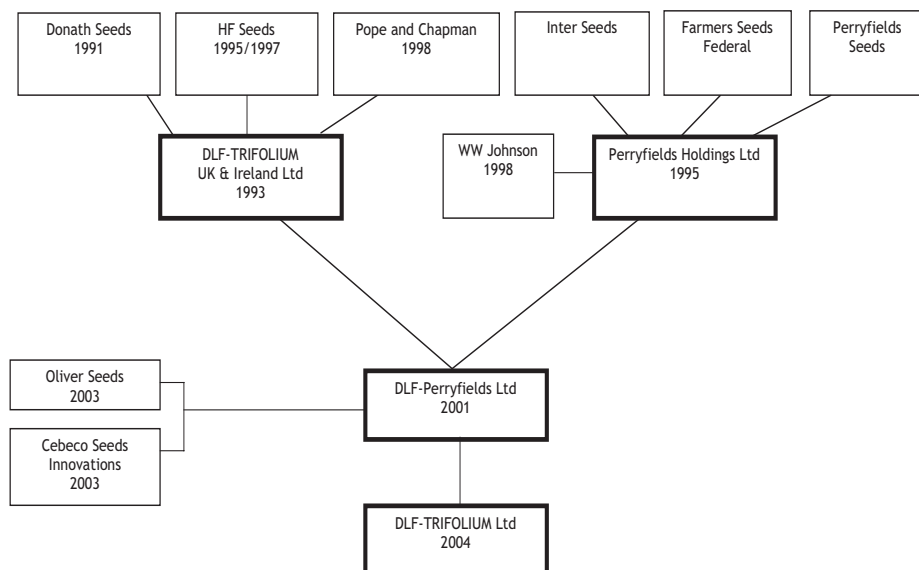 Donath Seeds
1991
HF Seeds
1995/1997
Pope and Chapman
1998
Inter Seeds
Farmers Seeds
Federal
Perryfields
Seeds
DLF-TRIFOLIUM
UK & Ireland Ltd
1993
WW Johnson
1998
Perryfields Holdings Ltd
1995
Oliver Seeds
2003
DLF-Perryfields Ltd
2001
Cebeco Seeds
Innovations
2003
DLF-TRIFOLIUM Ltd
2004